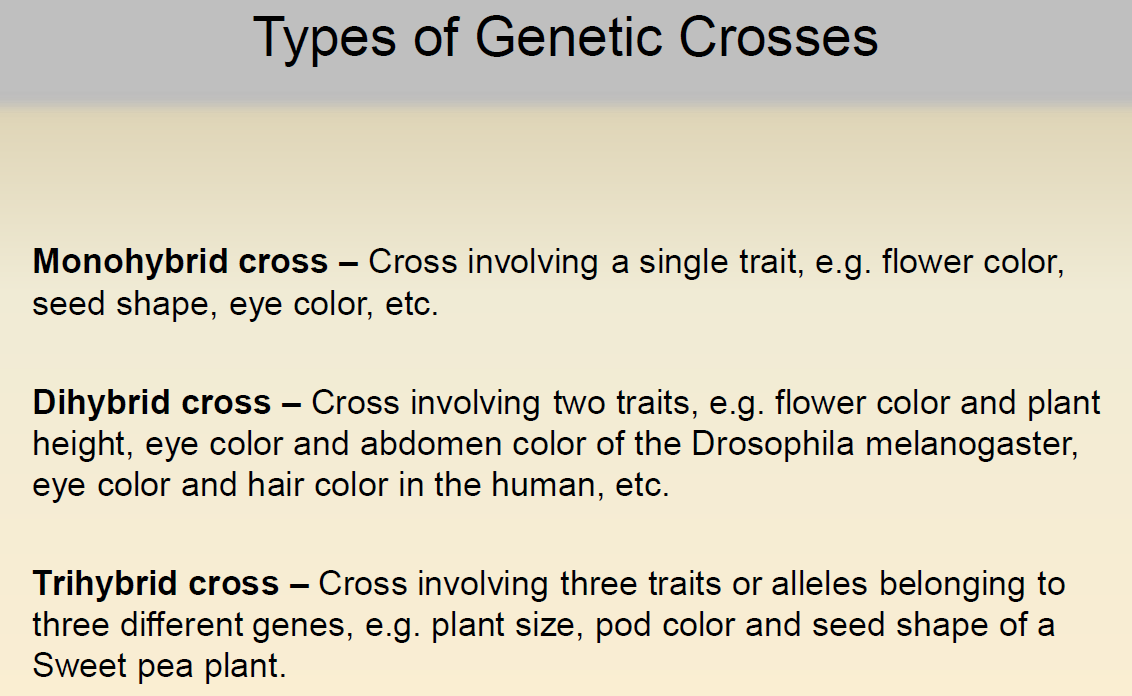 Types of Genetic Crosses
Monohybrid cross – Cross involving a single trait, e.g. flower color,
seed shape, eye color, etc.
Dihybrid cross – Cross involving two traits, e.g. flower color and plant
height, eye color and abdomen color of the Drosophila melanogaster,
eye color and hair color in the human, etc.
Trihybrid cross – Cross involving three traits or alleles belonging to
three different genes, e.g. plant size, pod color and seed shape of a
Sweet pea plant.